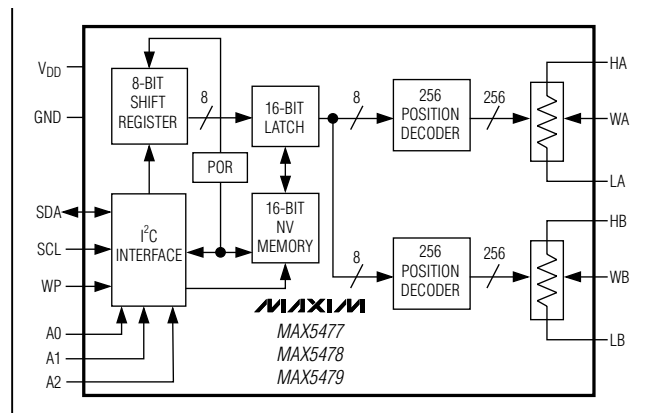 VDD
GND
SDA
SCL
WP
A0
A1
A2
8-BIT
SHIFT
REGISTER
8
16-BIT
LATCH
POR
I2C
INTERFACE
16-BIT
NV
MEMORY
8
256
POSITION
DECODER
256
HA
WA
LA
8
256
POSITION
DECODER
256
HB
WB
LB
MAXIM
MAX5477
MAX5478
MAX5479